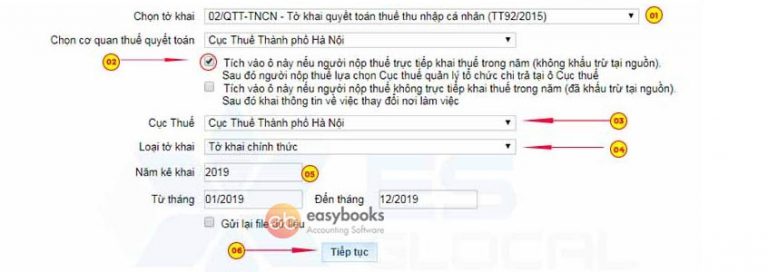 Chọn tờ khai 02/QTT-TNCN - Tờ khai quyết toán thuế thu nhập cá nhân (TT92/2015) 01
Chọn cơ quan thuế quyết toán Cục Thuế Thành phố Hà Nội
02 Tích vào ô này nếu người nộp thuế trực tiếp khai thuế trong năm (không khấu trừ tại nguồn).
Sau đó người nộp thuế lựa chọn Cục thuế quản lý tổ chức chi trả tại ô Cục thuế
Tích vào ô này nếu người nộp thuế không trực tiếp khai thuế trong năm (đã khấu trừ tại nguồn).
Sau đó khai thông tin về việc thay đổi nơi làm việc
Cục Thuế Cục Thuế Thành phố Hà Nội 03
Loại tờ khai Tờ khai chính thức 04
Năm kê khai 2019 05
Từ tháng 01/2019 Đến tháng 12/2019
Gửi lại file dữ liệu
eb easybooks
Accounting Software
06 Tiếp tục
ES
GLOCAL